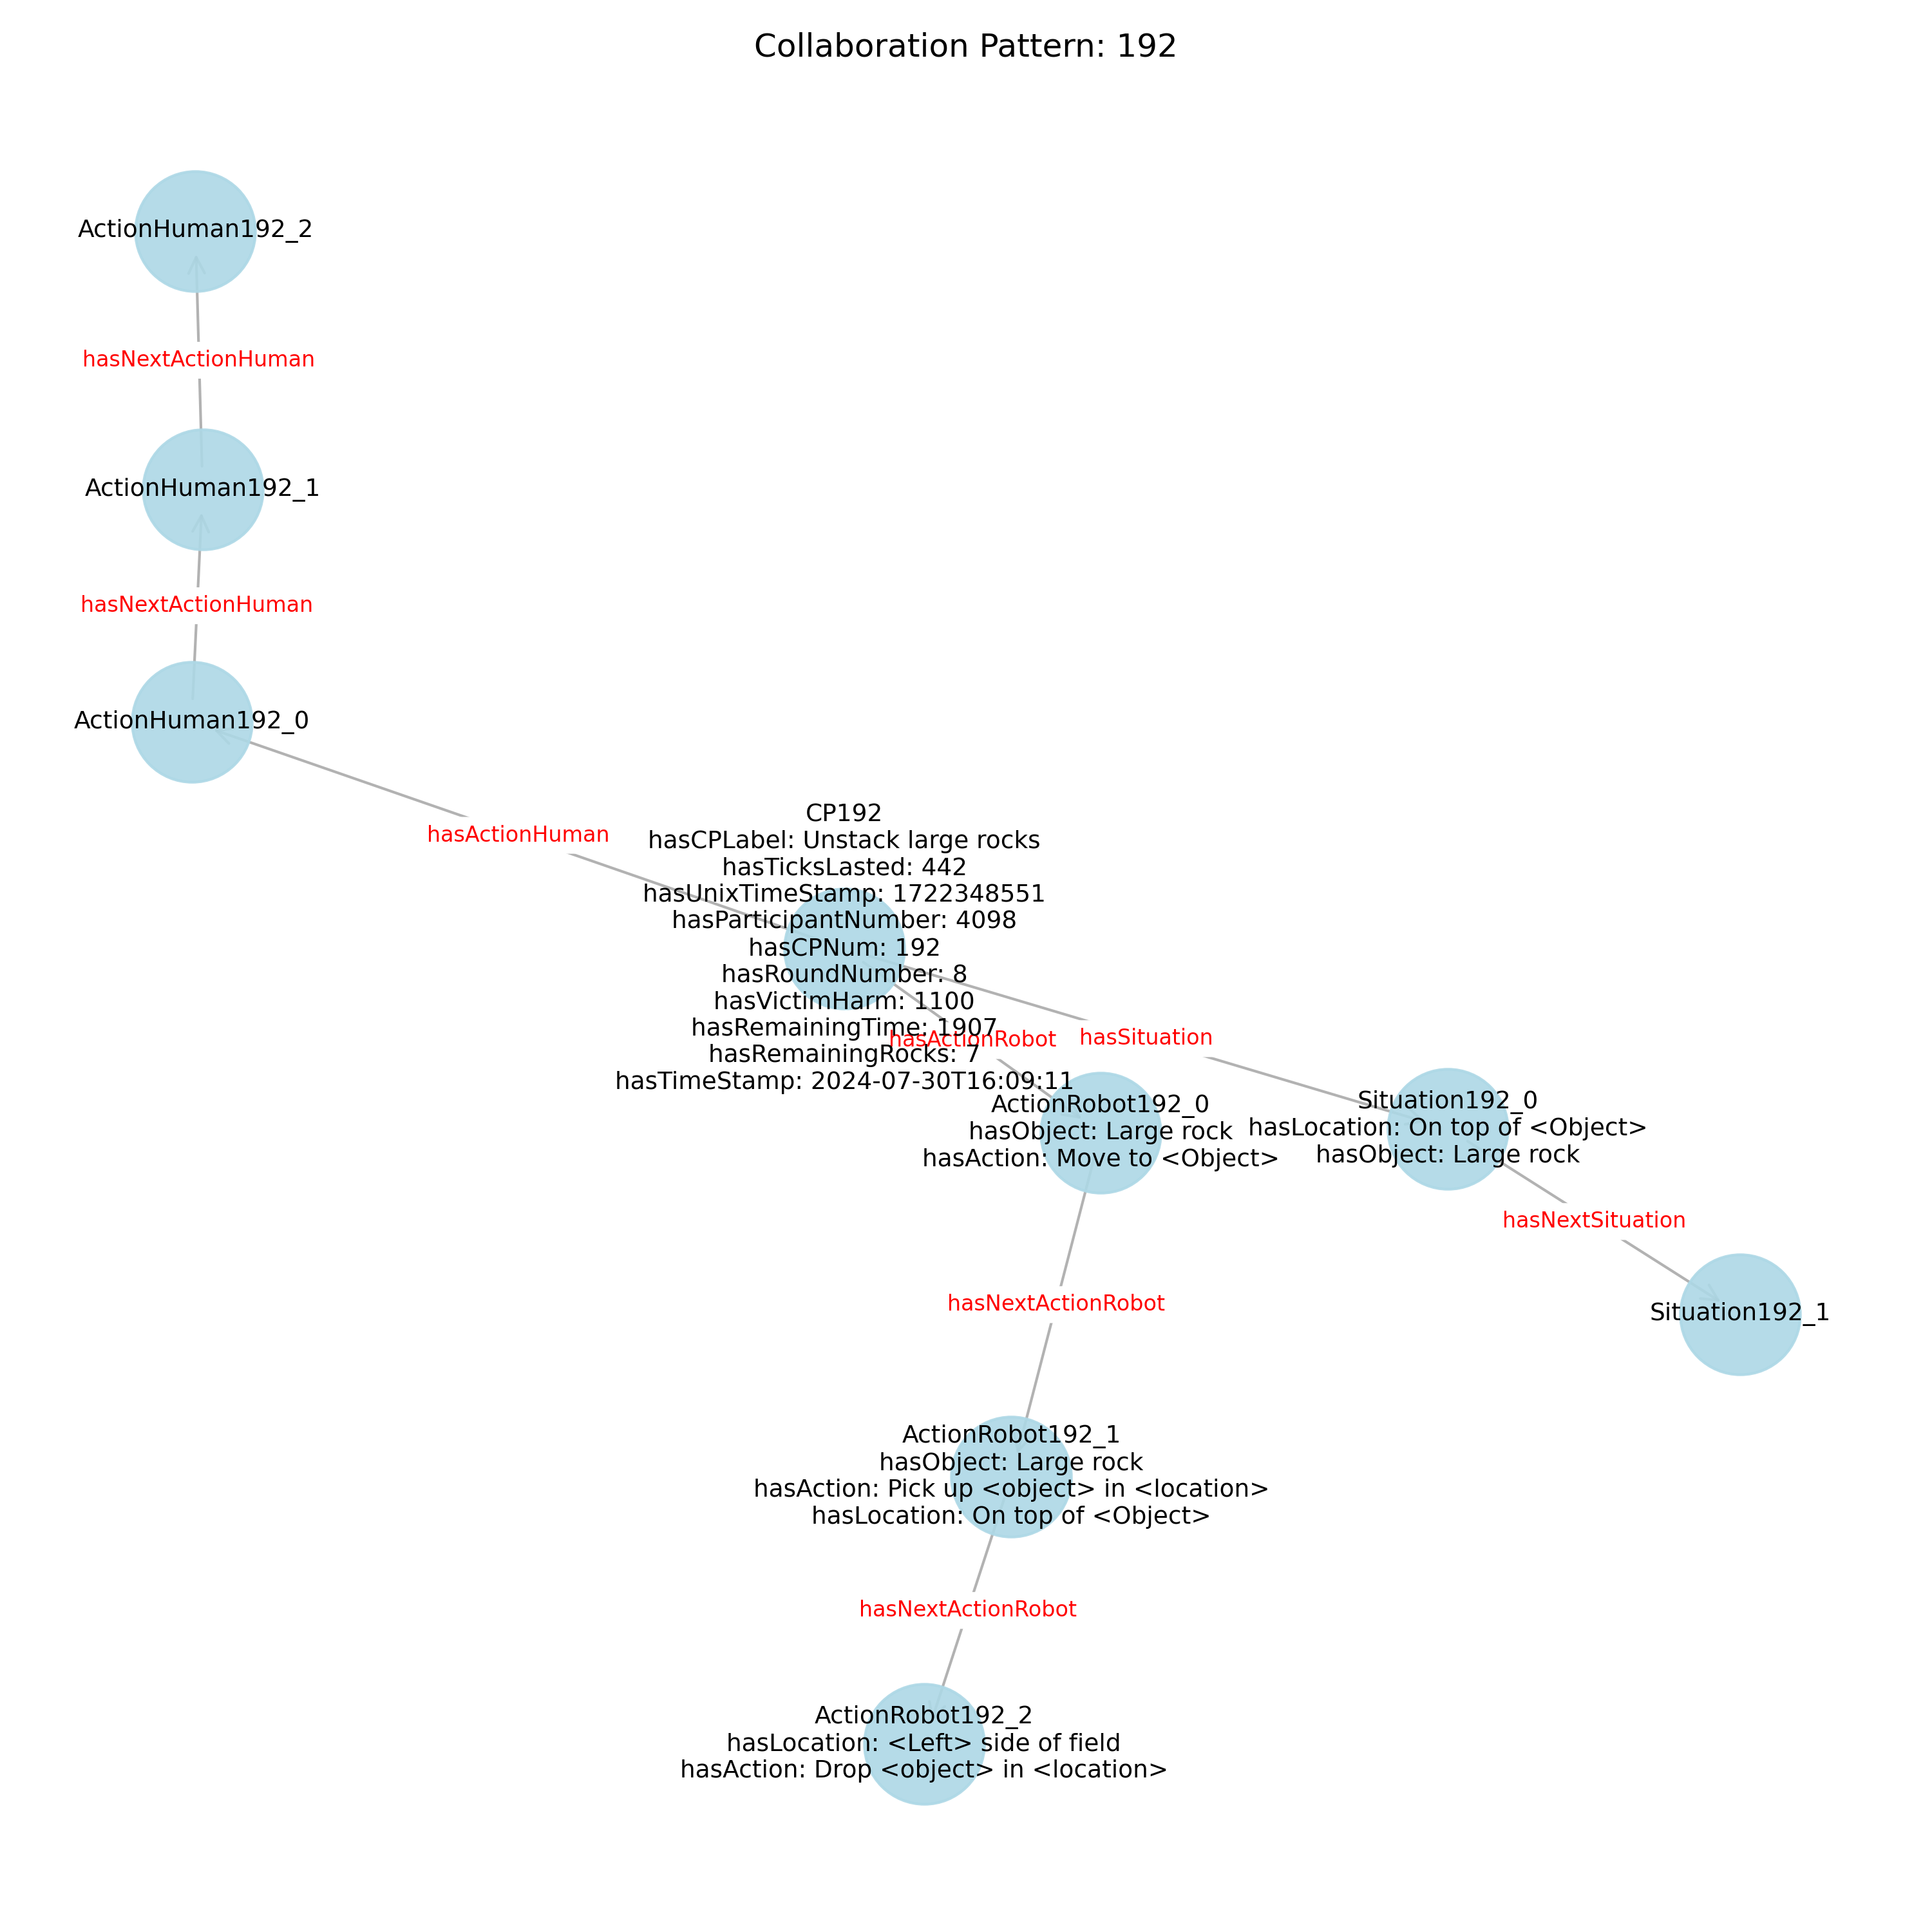 Collaboration Pattern: 192
ActionHuman192_2
hasNextActionHuman
ActionHuman192_1
hasNextActionHuman
ActionHuman192_0
hasActionHuman
CP192
hasCPLabel: Unstack large rocks
hasTicksLasted: 442
hasUnixTimeStamp: 1722348551
hasParticipantNumber: 4098
hasCPNum: 192
hasRoundNumber: 8
hasVictimHarm: 1100
hasRemainingTime: 1907
hasRemainingRocks: 7
hasTimeStamp: 2024-07-30T16:09:11
hasActionRobot
hasSituation
ActionRobot192_0
hasObject: Large rock
hasAction: Move to <Object>
Situation192_0
hasLocation: On top of <Object>
hasObject: Large rock
hasNextSituation
Situation192_1
hasNextActionRobot
ActionRobot192_1
hasObject: Large rock
hasAction: Pick up <object> in <location>
hasLocation: On top of <Object>
hasNextActionRobot
ActionRobot192_2
hasLocation: <Left> side of field
hasAction: Drop <object> in <location>